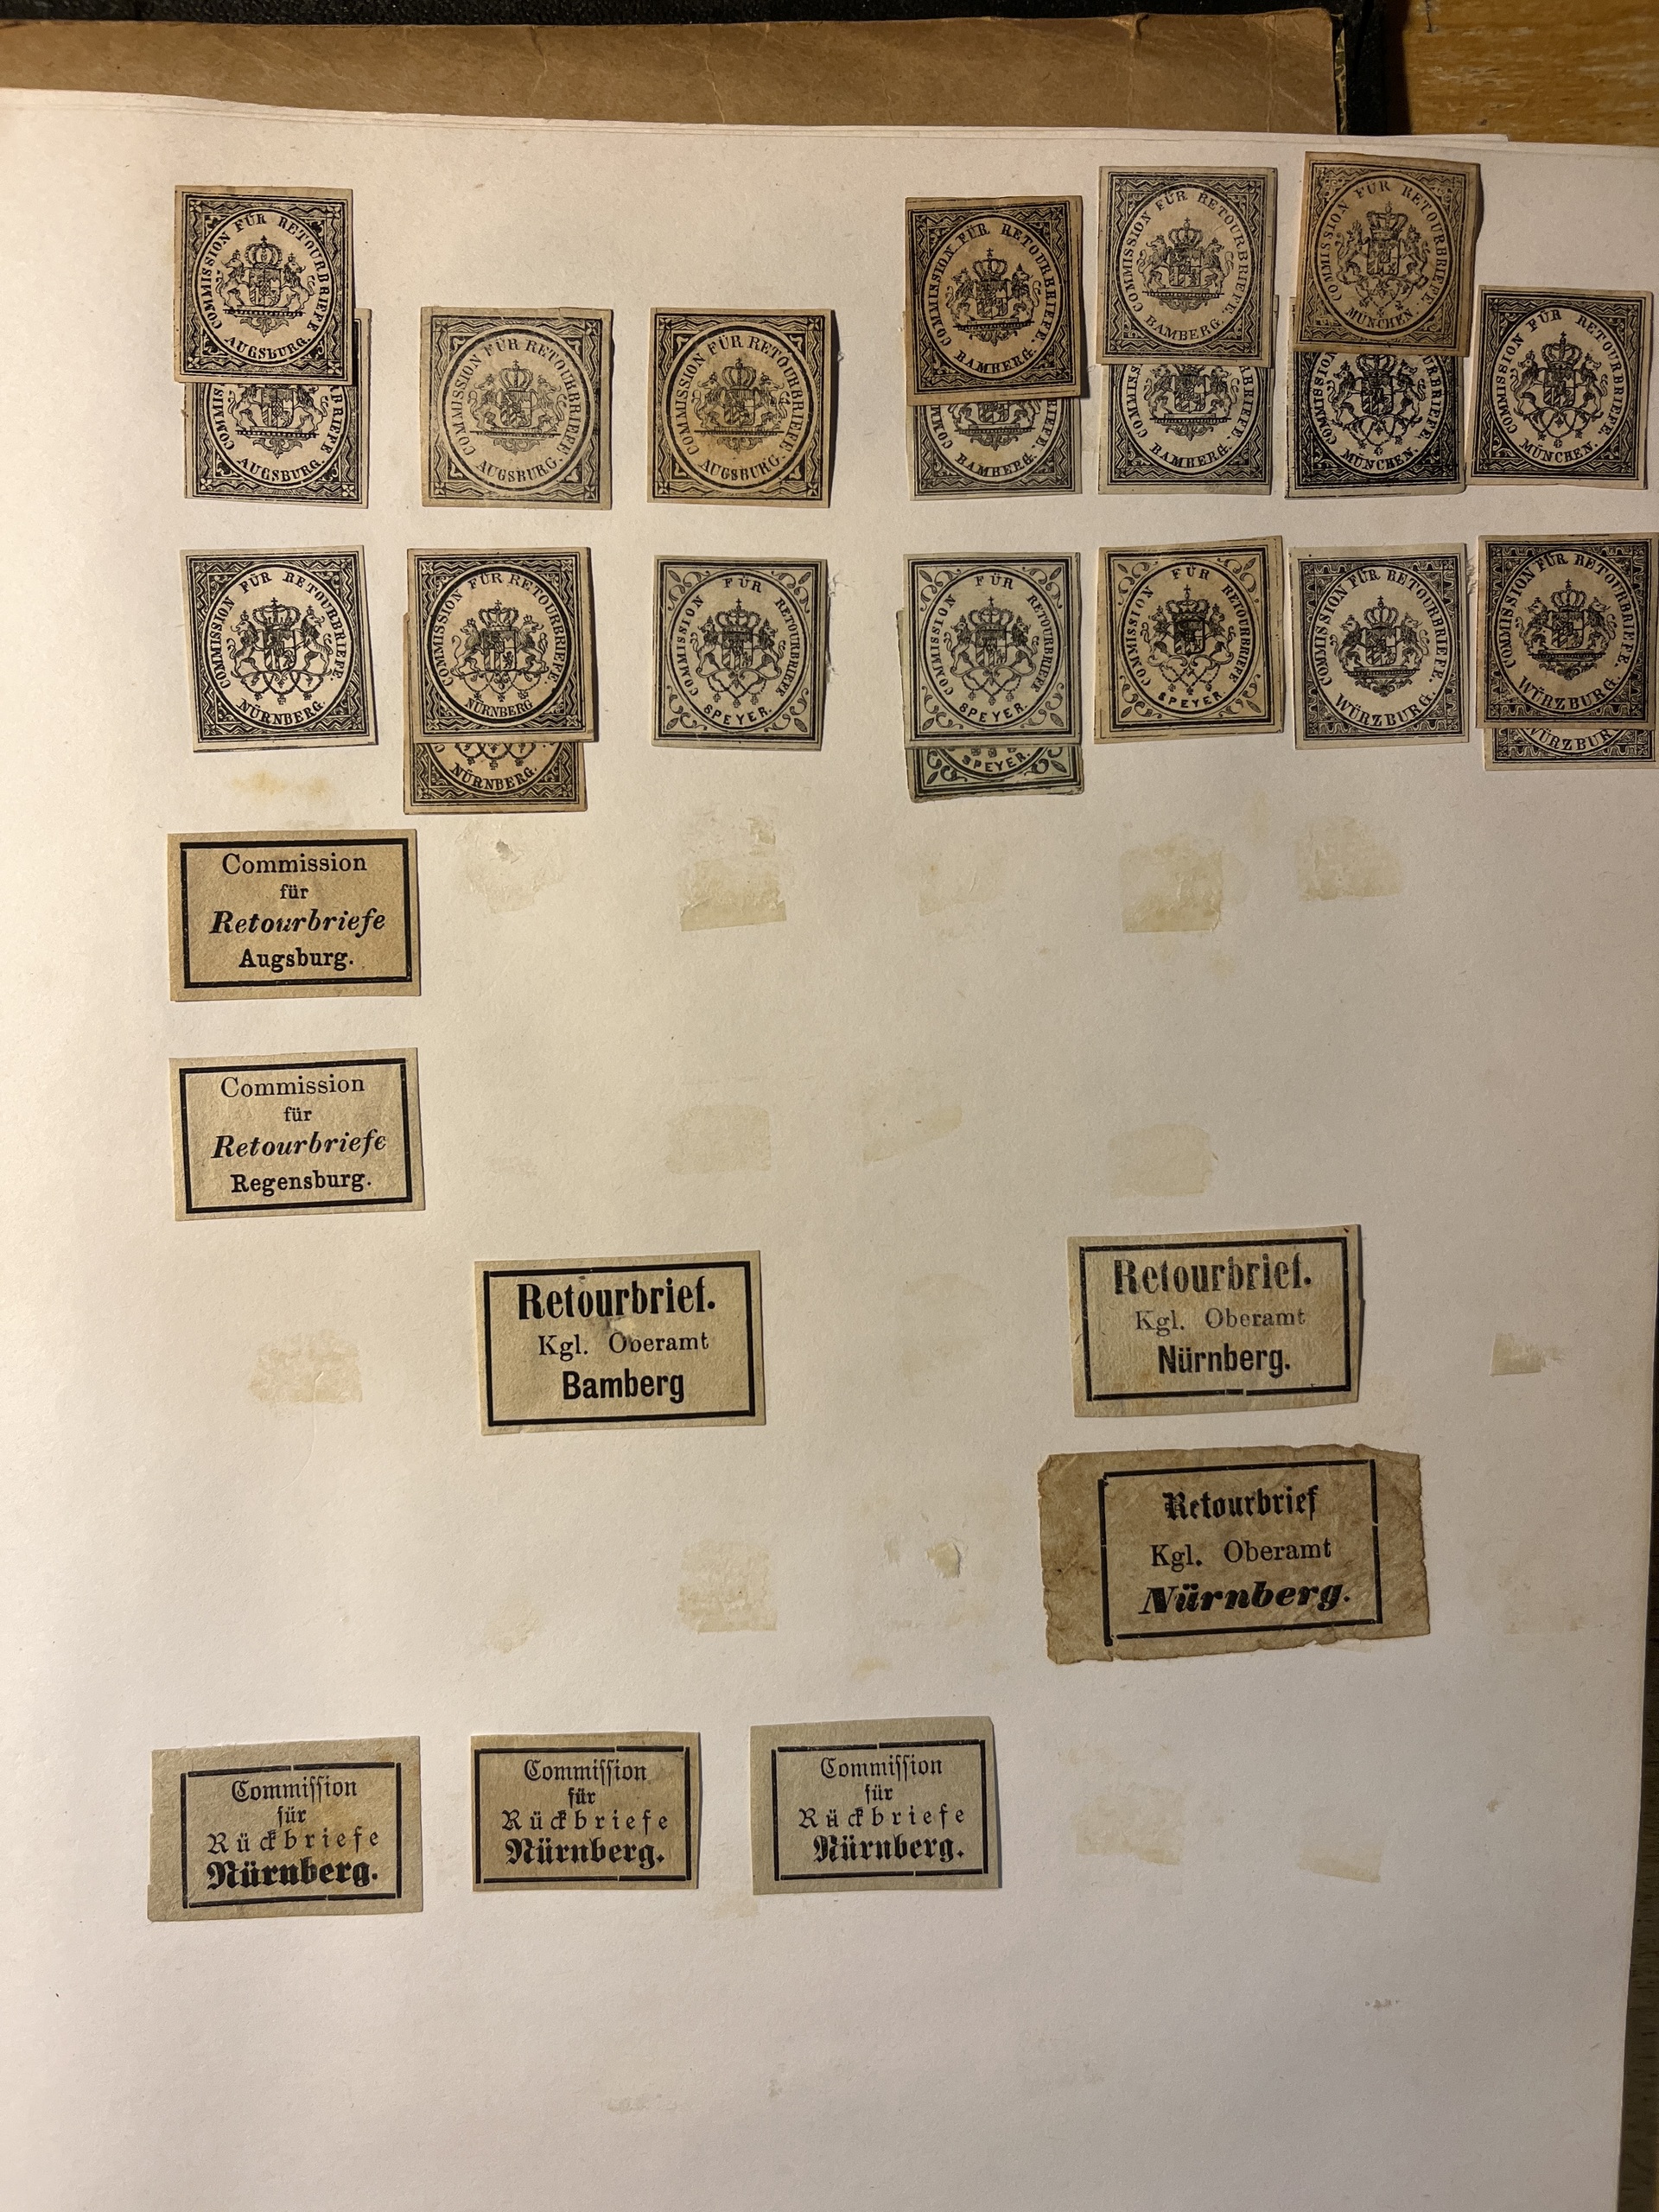 COMMISSION FÜR RETOURBRIEFE
AUGSBURG.
BRIEFE
COMM
AUGSBURG.
COMMISSION FÜR RETOURBRIEFE.
AUGSBURG.
COMMISSION FÜR RETOURBRIEFE.
AUGSBURG.
COMMISSION FÜR RETOURBRIEFE.
BAMBERG.
BAMBERG.
COMMISSION FÜR RETOURBRIEFE.
BAMBERG.
BAMBERG.
COMMISSION FÜR RETOURBRIEFE.
MÜNCHEN.
MÜNCHEN.
COMMISSION FÜR RETOURBRIEFE.
MÜNCHEN.
COMMISSION FÜR RETOURBRIEFE.
NÜRNBERG.
COMMISSION FÜR RETOURBRIEFE.
NÜRNBERG
NÜRNBERG.
COMMISSION FÜR RETOURBRIEFE
SPEYER.
COMMISSION FÜR RETOURBRIEFE
SPEYER.
SPEYER.
COMMISSION FÜR RETOURBRIEFE
SPEYER.
COMMISSION FÜR RETOURBRIEFE.
WÜRZBURG.
COMMISSION FÜR RETOURBRIEFE.
WÜRZBURG.
WÜRZBUR
Commission
für
Retourbriefe
Augsburg.
Commission
für
Retourbriefe
Regensburg.
Retourbrief.
Kgl. Oberamt
Bamberg
Retourbrief.
Kgl. Oberamt
Nürnberg.
Retourbrief
Kgl. Oberamt
Nürnberg.
Commiſſion
für
Rückbriefe
Nürnberg.
Commiſſion
für
Rückbriefe
Nürnberg.
Commiſſion
für
Rückbriefe
Nürnberg.